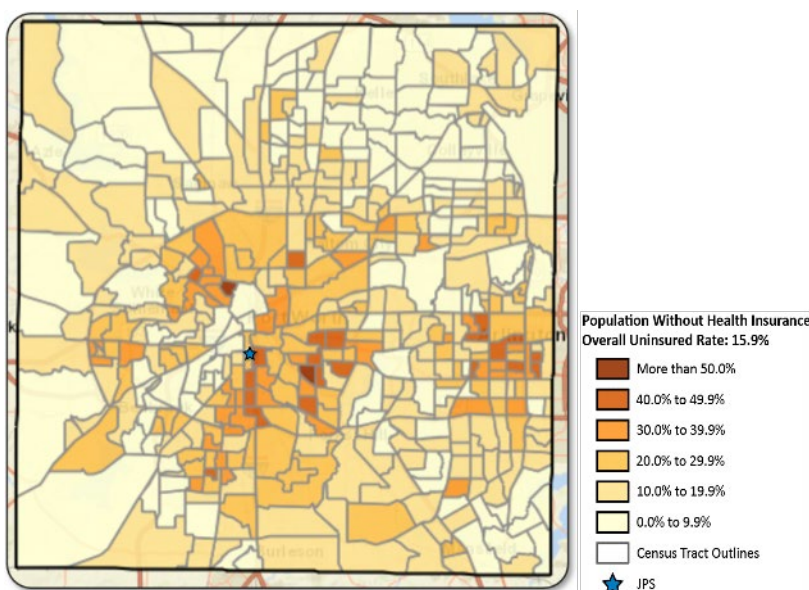 Azle
Burleson
Population Without Health Insurance
Overall Uninsured Rate: 15.9%
More than 50.0%
40.0% to 49.9%
30.0% to 39.9%
20.0% to 29.9%
10.0% to 19.9%
0.0% to 9.9%
Census Tract Outlines
JPS